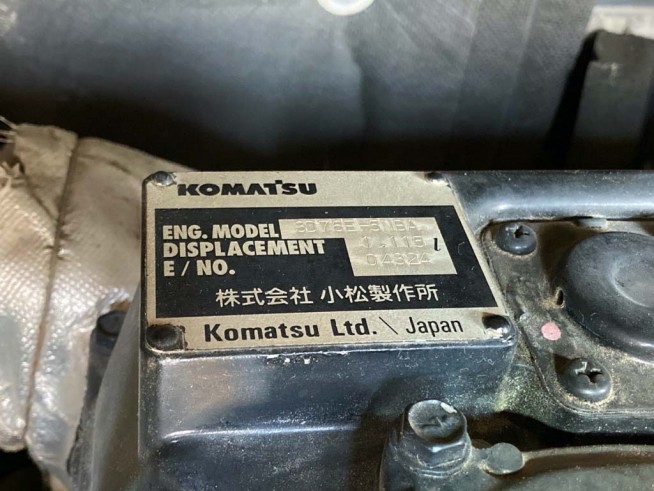 KOMATSU
ENG. MODEL
DISPLACEMENT l
E / NO.
株式会社 小松製作所
Komatsu Ltd. \ Japan